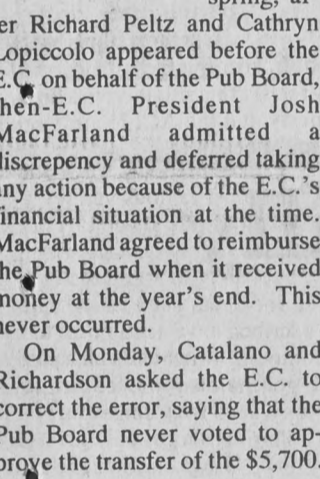 spring, af-
er Richard Peltz and Cathryn
Lopiccolo appeared before the
E.C. on behalf of the Pub Board,
then-E.C. President Josh
MacFarland admitted a
discrepency and deferred taking
any action because of the E.C.'s
financial situation at the time.
MacFarland agreed to reimburse
the Pub Board when it received
money at the year's end. This
never occurred.
On Monday, Catalano and
Richardson asked the E.C. to
correct the error, saying that the
Pub Board never voted to ap-
prove the transfer of the $5,700.